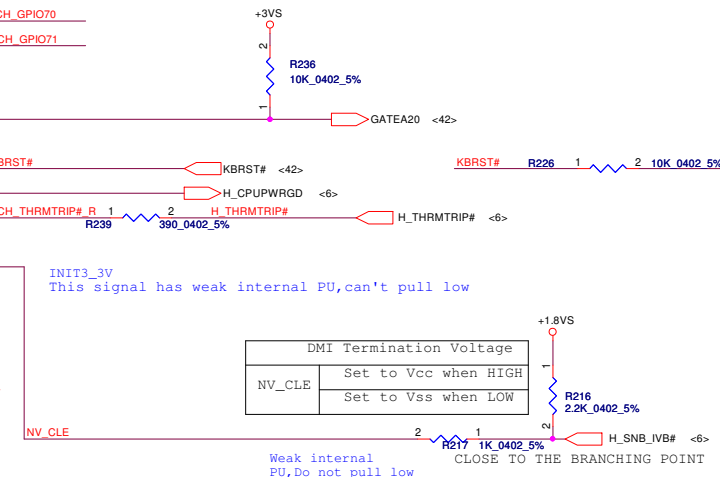 CH_GPIO70
+3VS
CH_GPIO71
2
R236
10K_0402_5%
1
GATEA20 <42>
BRST#
KBRST# <42>
KBRST# R226 1 2 10K_0402_5%
H_CPUPWRGD <6>
CH_THRMTRIP#_R 1 2 H_THRMTRIP#
H_THRMTRIP# <6>
R239 390_0402_5%
INIT3_3V
This signal has weak internal PU,can't pull low
+1.8VS
DMI Termination Voltage
NV_CLE
Set to Vcc when HIGH
Set to Vss when LOW
1
R216
2.2K_0402_5%
2
NV_CLE
2 1
R217 1K_0402_5%
H_SNB_IVB# <6>
Weak internal
PU,Do not pull low
CLOSE TO THE BRANCHING POINT